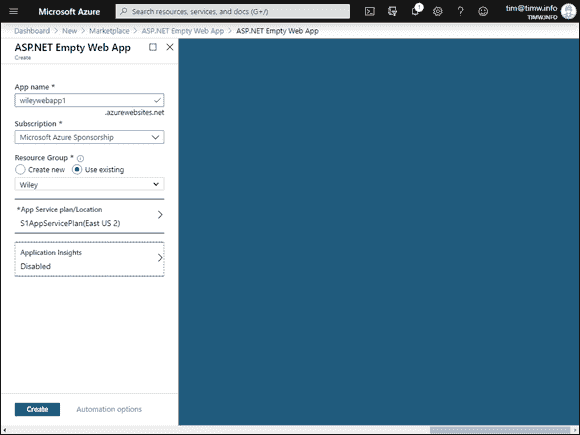 Microsoft Azure
Search resources, services, and docs (G+/)
1
tim@timw.info
TIMW.INFO
Dashboard > New > Marketplace > ASP.NET Empty Web App > ASP.NET Empty Web App
ASP.NET Empty Web App
Create
App name *
wileywebapp1
.azurewebsites.net
Subscription *
Microsoft Azure Sponsorship
Resource Group *
Create new Use existing
Wiley
*App Service plan/Location
S1AppServicePlan(East US 2)
Application Insights
Disabled
Create Automation options